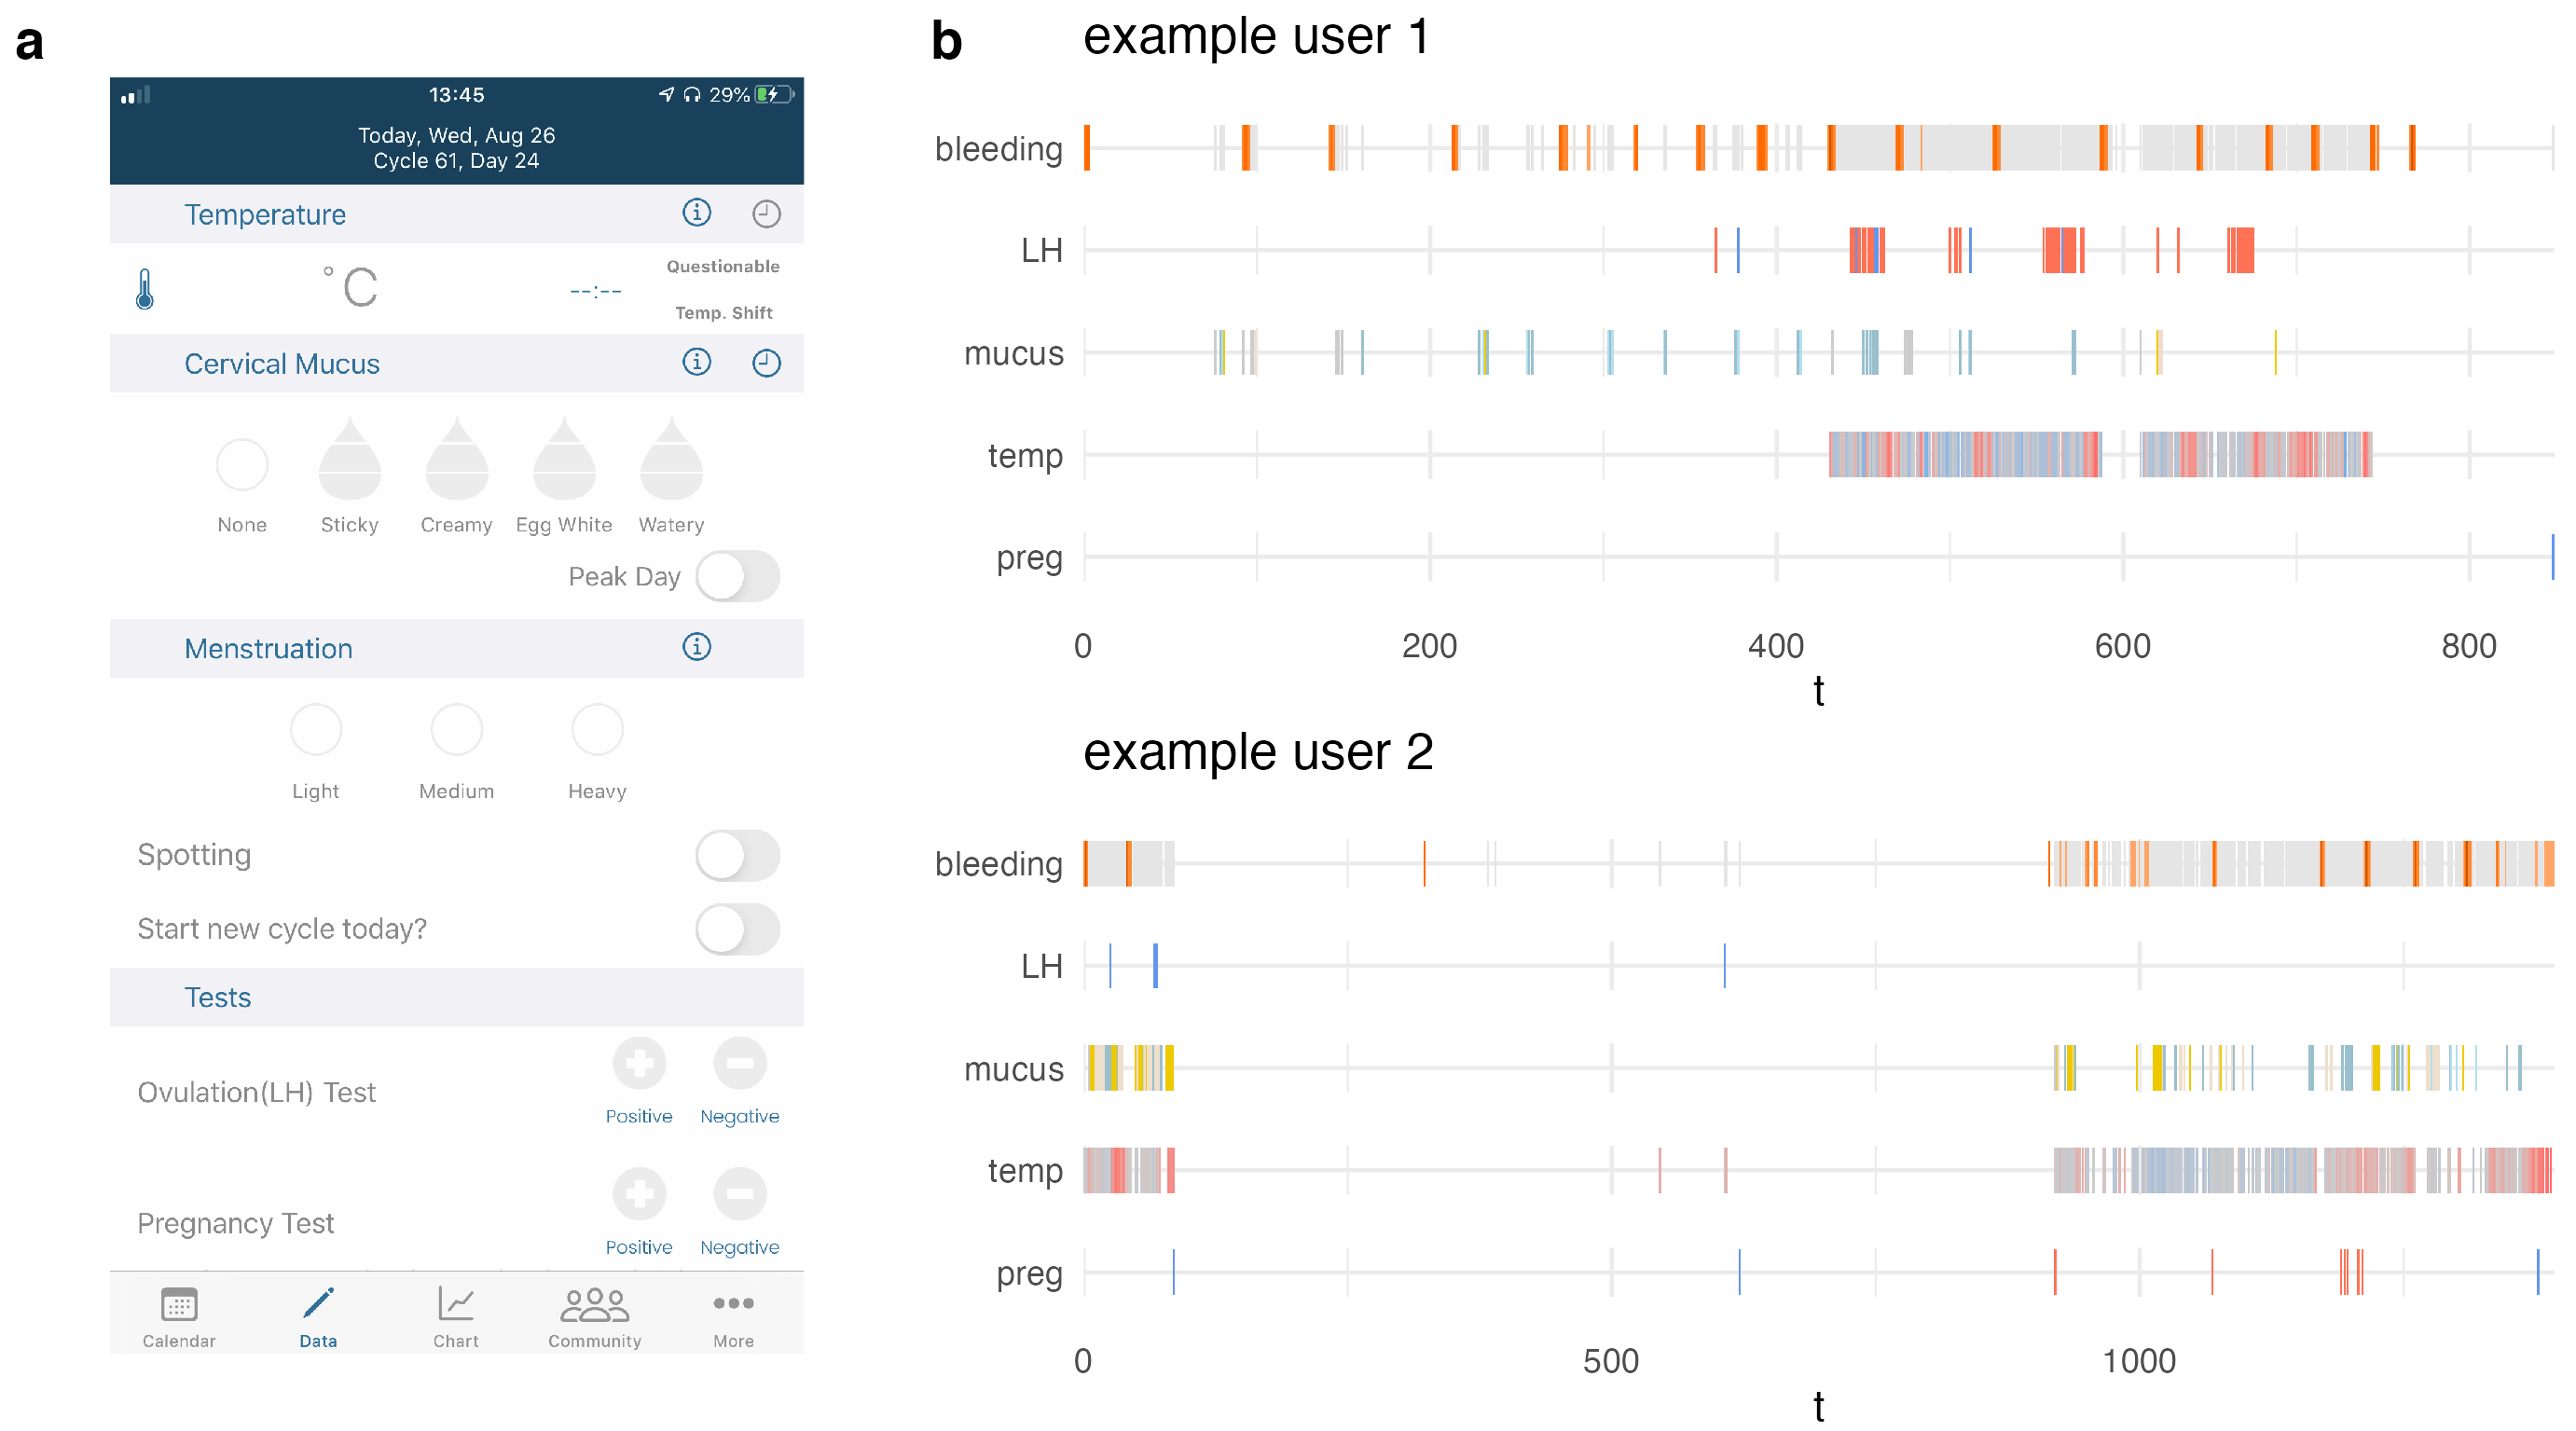 a
13:45
29%
Today, Wed, Aug 26
Cycle 61, Day 24
Temperature
°C
--:--
Questionable
Temp. Shift
Cervical Mucus
None Sticky Creamy Egg White Watery
Peak Day
Menstruation
Light Medium Heavy
Spotting
Start new cycle today?
Tests
Ovulation(LH) Test
Positive Negative
Pregnancy Test
Positive Negative
Calendar Data Chart Community More
b
example user 1
bleeding
LH
mucus
temp
preg
0 200 400 600 800
t
example user 2
bleeding
LH
mucus
temp
preg
0 500 1000
t